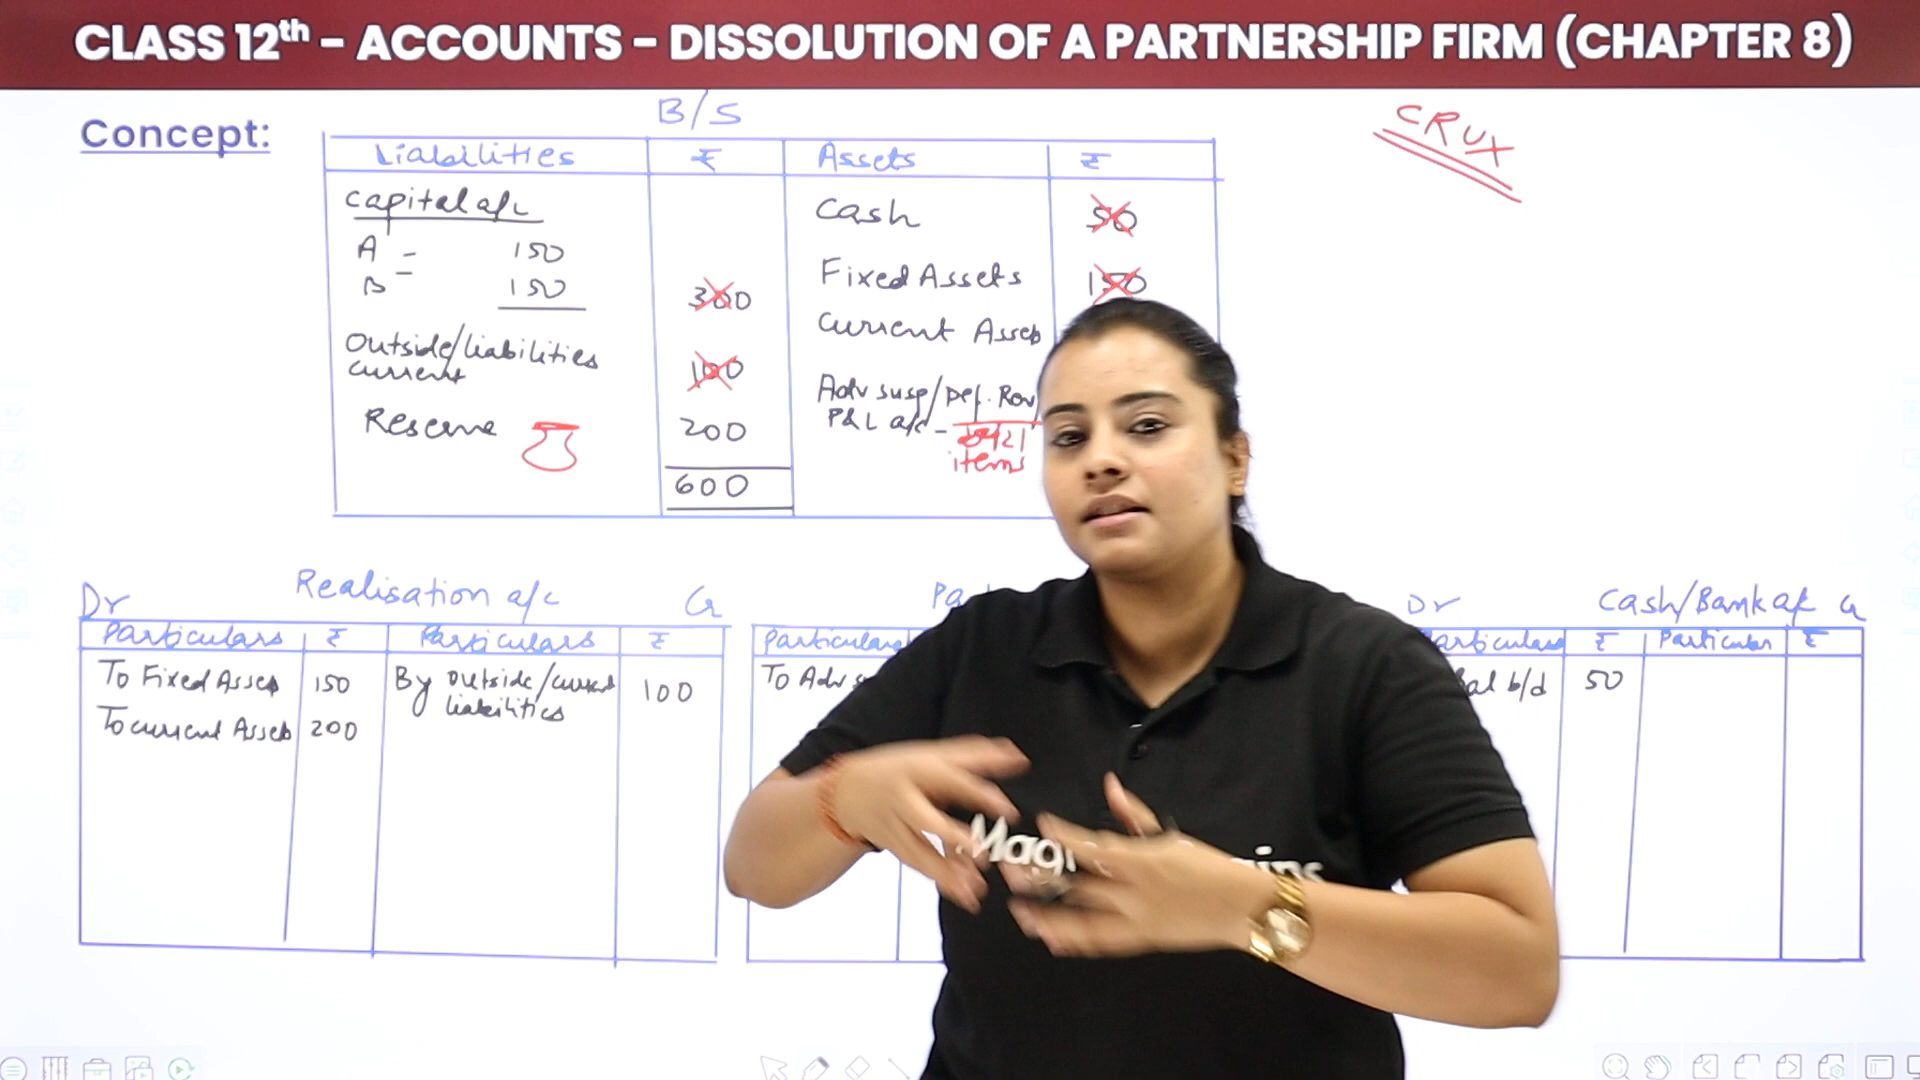 CLASS 12th - ACCOUNTS - DISSOLUTION OF A PARTNERSHIP FIRM (CHAPTER 8)
Concept:
B/S
CRUX
Liabilities ₹ Assets ₹
Capital a/c
Cash 50
A = 150
B 150 300
Fixed Assets 150
Current Assets
Outside/liabilities
current 100
Adv susp/Def. Rev/
P&L a/c -
items
Reserve 200
600
Dr Realisation a/c Cr
Particulars ₹ Particulars ₹
To Fixed Assets 150 By outside/current liabilities 100
To current Assets 200
Particulars
To Adv
Dr Cash/Bank a/c Cr
Particulars ₹ Particular ₹
Bal b/d 50
Magn
ains